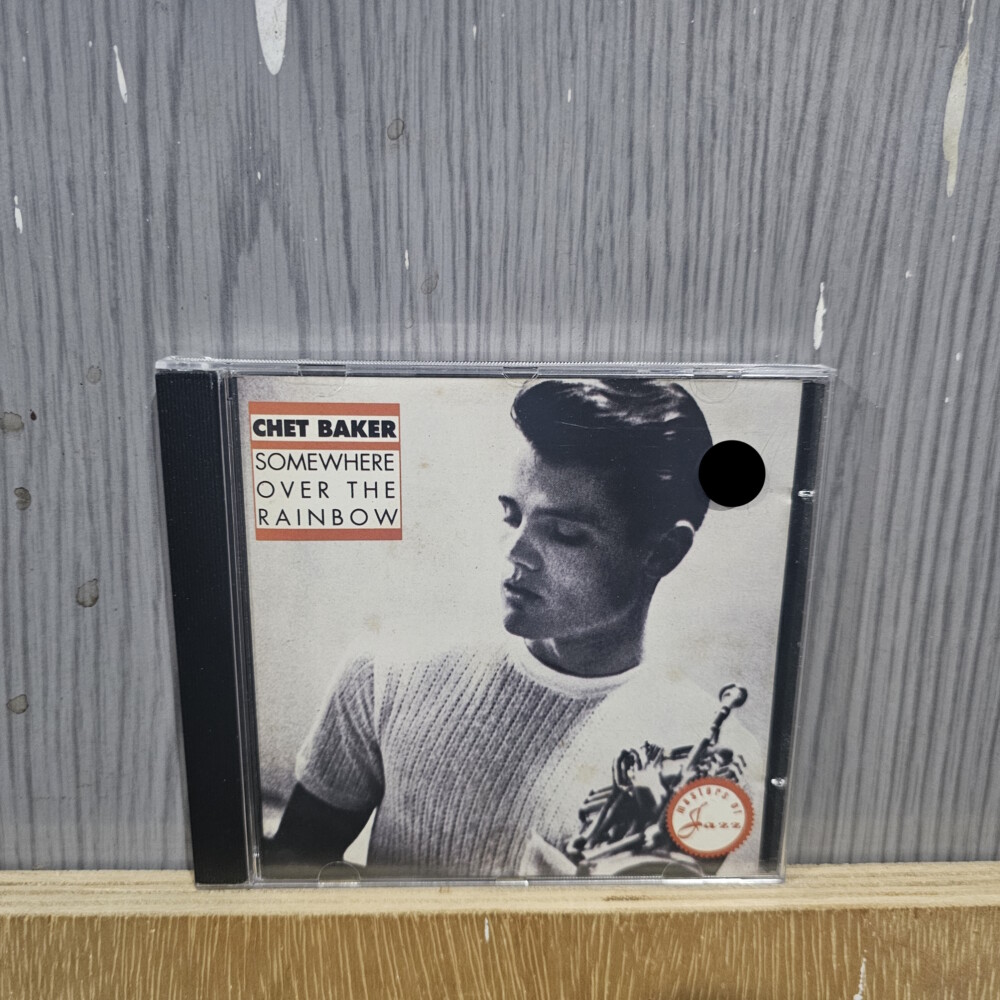 CHET BAKER
SOMEWHERE
OVER THE
RAINBOW
masters of
Jazz